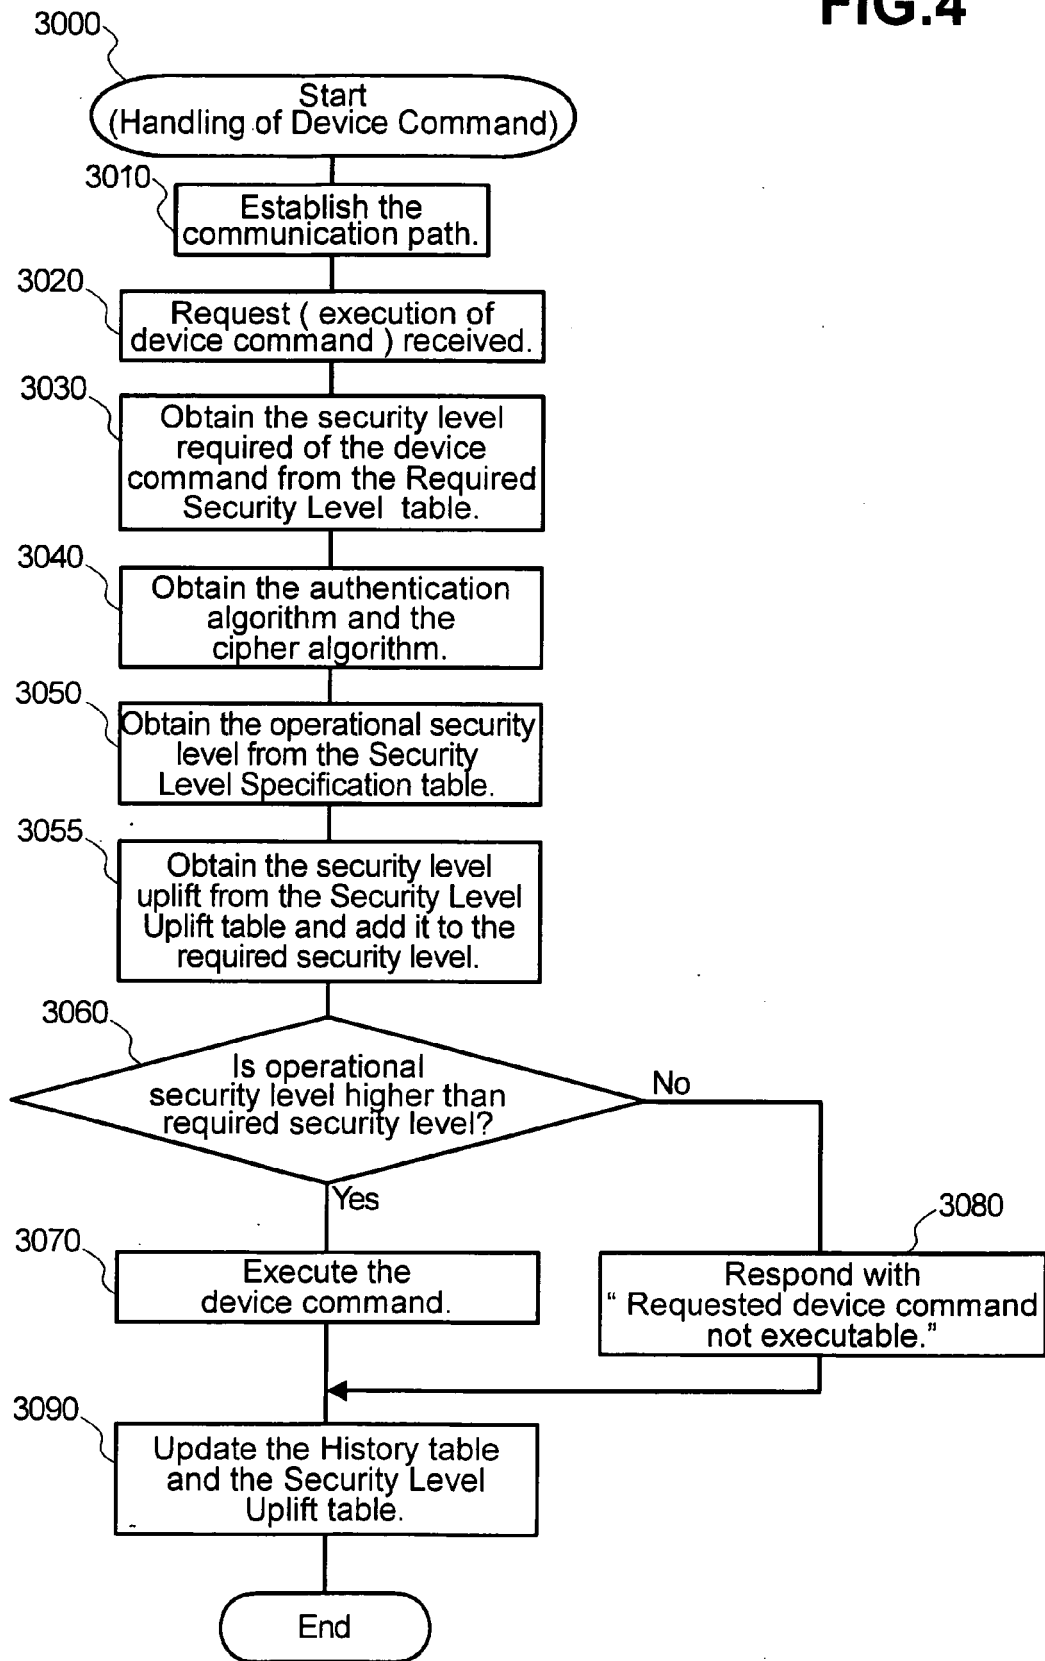 FIG.4
3000
Start
(Handling of Device Command)
3010
Establish the
communication path.
3020
Request ( execution of
device command ) received.
3030
Obtain the security level
required of the device
command from the Required
Security Level table.
3040
Obtain the authentication
algorithm and the
cipher algorithm.
3050
Obtain the operational security
level from the Security
Level Specification table.
3055
Obtain the security level
uplift from the Security Level
Uplift table and add it to the
required security level.
3060
Is operational
security level higher than
required security level?
No
Yes
3070
Execute the
device command.
3080
Respond with
“ Requested device command
not executable.”
3090
Update the History table
and the Security Level
Uplift table.
End